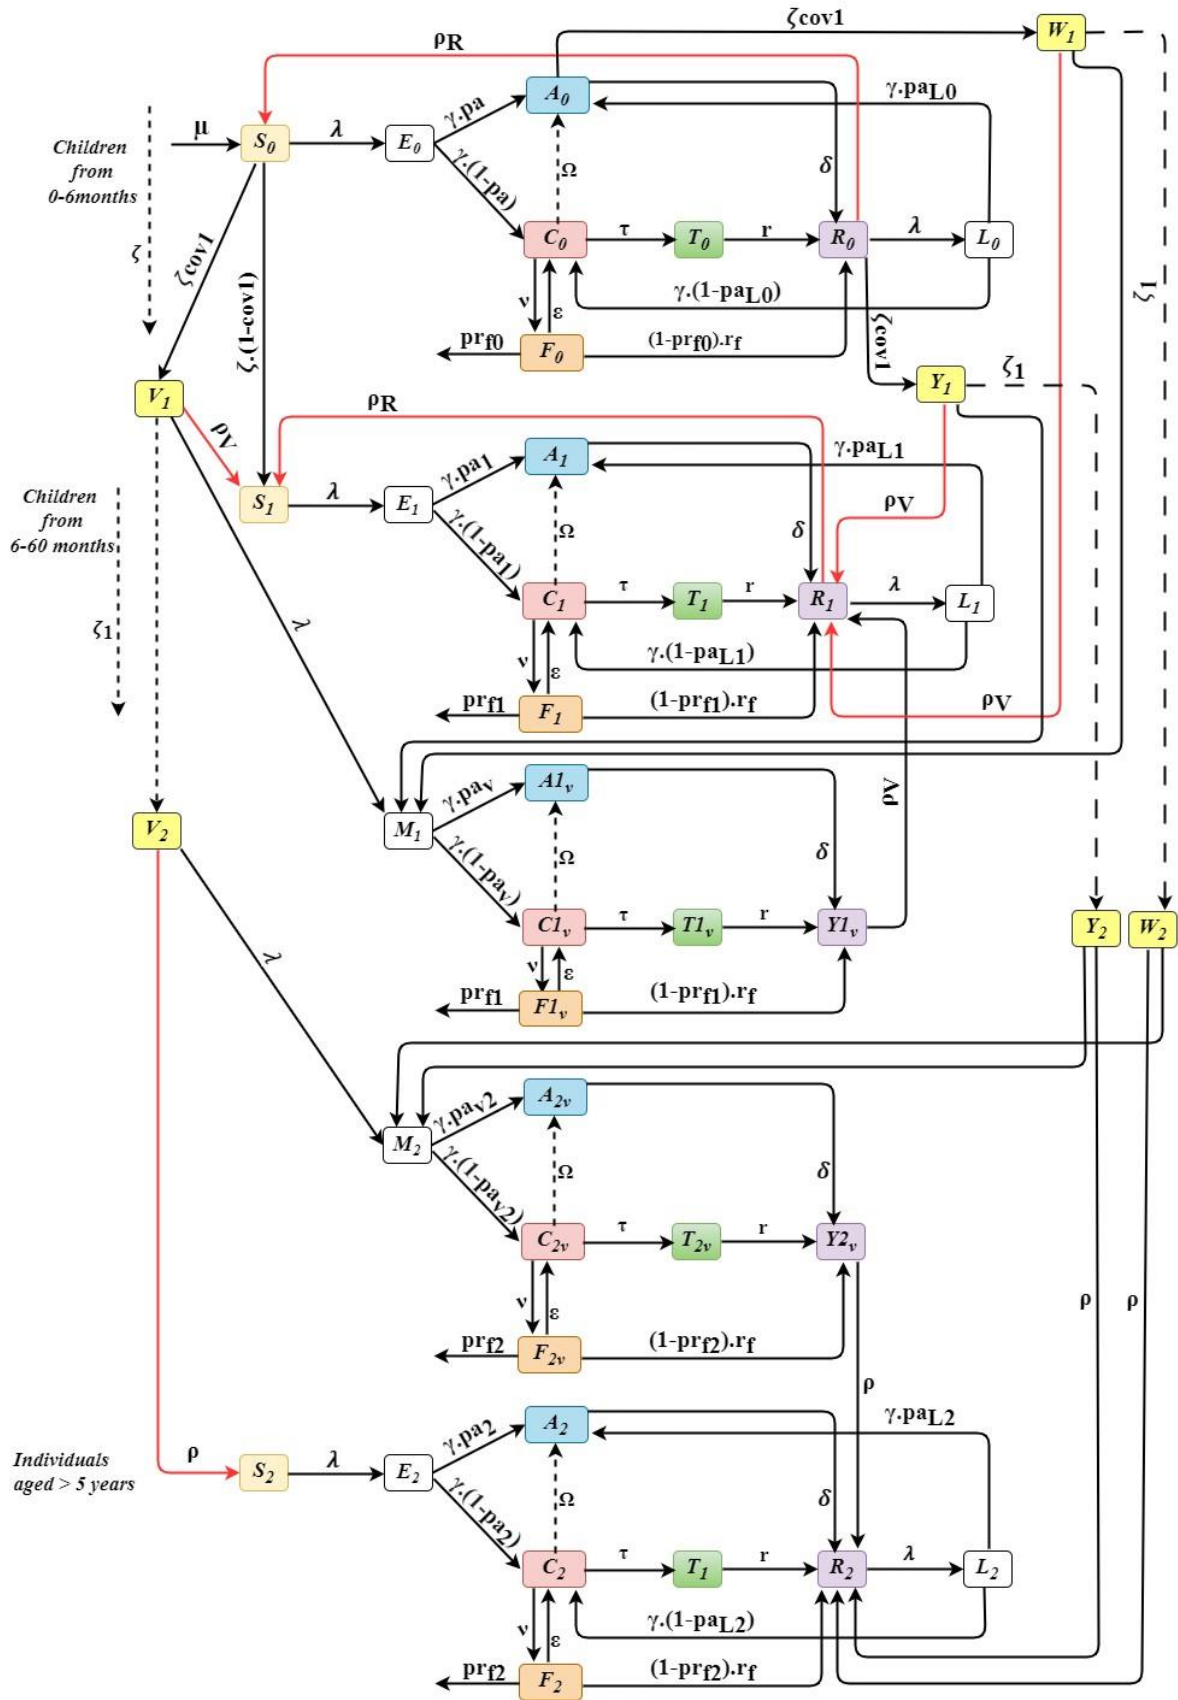 ζcov1
W1
ρR
A0
γ.paL0
γ.pa
μ
S0
λ
E0
Children
from
0-6months
Ω
δ
γ.(1-pa)
ζ
ζcov1
C0
τ
T0
r
R0
λ
L0
ζ1
ζ.(1-cov1)
γ.(1-paL0)
ν
ε
prf0
F0
(1-prf0).rf
ζcov1
Y1
ζ1
V1
ρR
ρV
A1
γ.paL1
γ.pa1
Children
from
6-60 months
S1
λ
E1
ρV
Ω
δ
γ.(1-pa1)
C1
τ
T1
r
R1
λ
L1
ζ1
λ
γ.(1-paL1)
ν
ε
prf1
F1
(1-prf1).rf
ρV
A1v
γ.pav
ρV
V2
M1
Ω
δ
γ.(1-pav)
C1v
τ
T1v
r
Y1v
Y2
W2
λ
ν
ε
prf1
F1v
(1-prf1).rf
A2v
γ.pav2
M2
Ω
δ
γ.(1-pav2)
C2v
τ
T2v
r
Y2v
ν
ε
ρ
ρ
prf2
F2v
(1-prf2).rf
ρ
A2
γ.paL2
γ.pa2
Individuals
aged > 5 years
ρ
S2
λ
E2
Ω
δ
γ.(1-pa2)
C2
τ
T1
r
R2
λ
L2
γ.(1-paL2)
ν
ε
prf2
F2
(1-prf2).rf